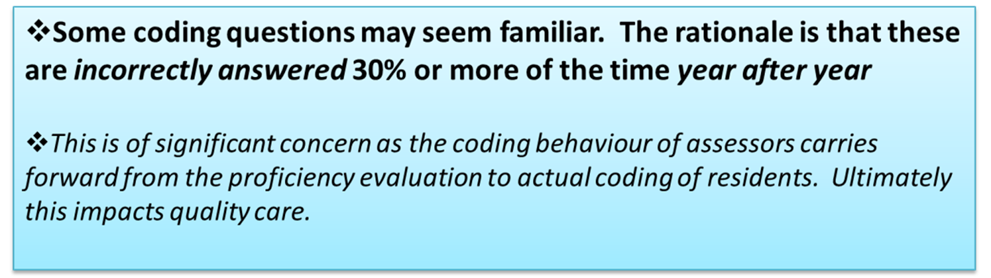 ❖Some coding questions may seem familiar.  The rationale is that these
are incorrectly answered 30% or more of the time year after year
❖This is of significant concern as the coding behaviour of assessors carries
forward from the proficiency evaluation to actual coding of residents.  Ultimately
this impacts quality care.